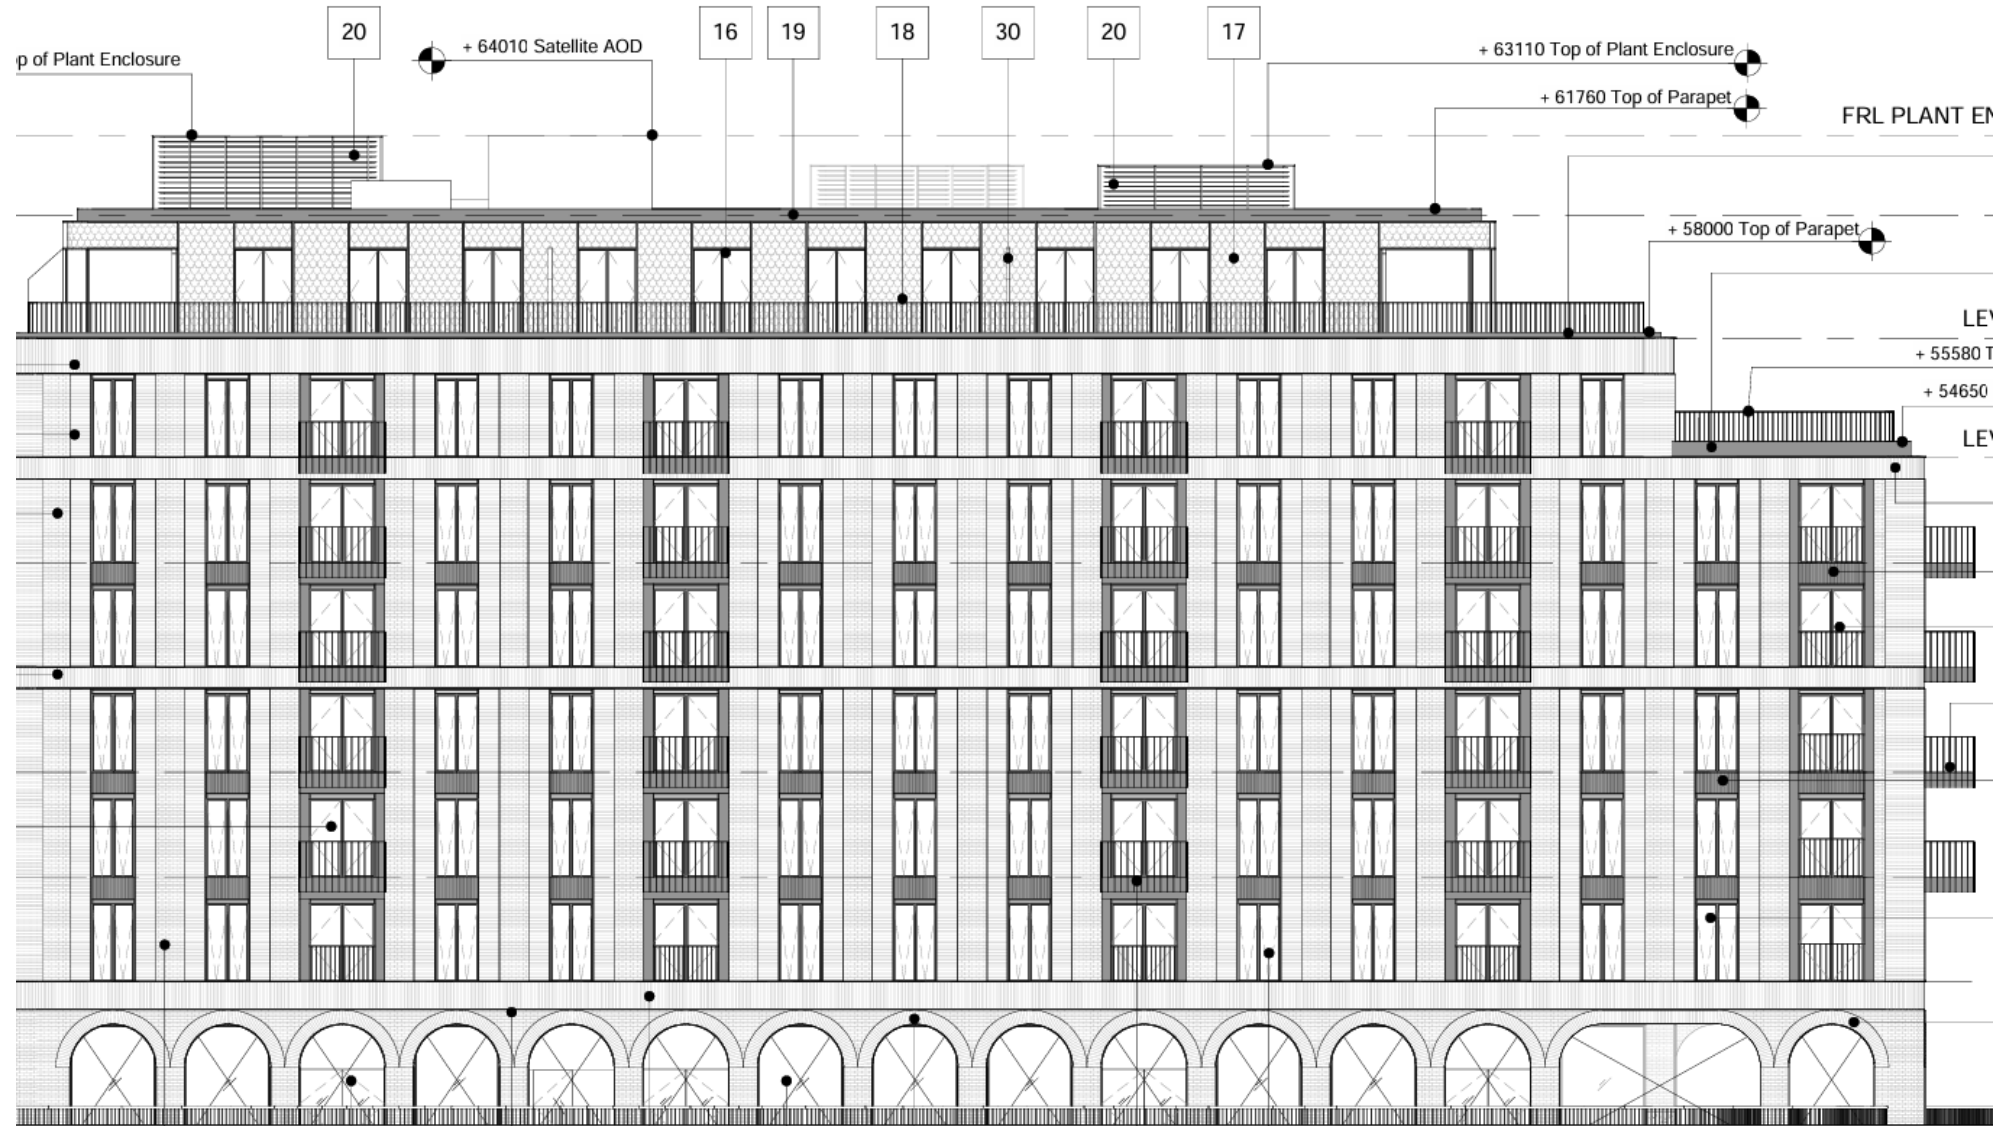 20
16
19
18
30
20
17
+ 64010 Satellite AOD
p of Plant Enclosure
+ 63110 Top of Plant Enclosure
+ 61760 Top of Parapet
FRL PLANT EN
+ 58000 Top of Parapet
LEV
+ 55580 T
+ 54650
LEV